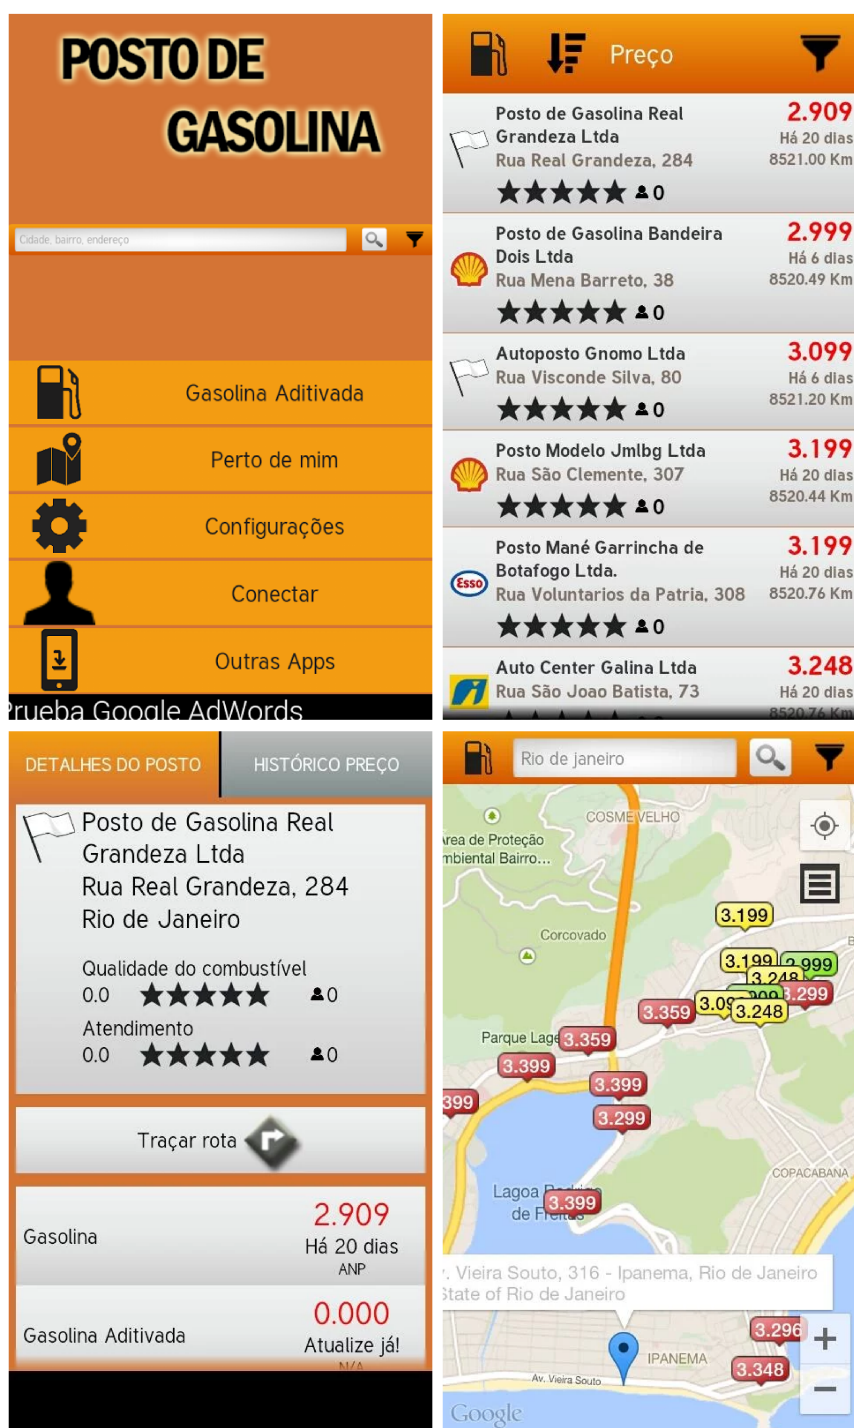 POSTO DE
GASOLINA
Cidade, bairro, endereço
Gasolina Aditivada
Perto de mim
Configurações
Conectar
Outras Apps
Prueba Google AdWords
Preço
Posto de Gasolina Real
Grandeza Ltda
Rua Real Grandeza, 284
0
2.909
Há 20 dias
8521.00 Km
Posto de Gasolina Bandeira
Dois Ltda
Rua Mena Barreto, 38
0
2.999
Há 6 dias
8520.49 Km
Autoposto Gnomo Ltda
Rua Visconde Silva, 80
0
3.099
Há 6 dias
8521.20 Km
Posto Modelo Jmlbg Ltda
Rua São Clemente, 307
0
3.199
Há 20 dias
8520.44 Km
Esso
Posto Mané Garrincha de
Botafogo Ltda.
Rua Voluntarios da Patria, 308
0
3.199
Há 20 dias
8520.76 Km
Auto Center Galina Ltda
Rua São Joao Batista, 73
3.248
Há 20 dias
8520.76 Km
DETALHES DO POSTO
HISTÓRICO PREÇO
Posto de Gasolina Real
Grandeza Ltda
Rua Real Grandeza, 284
Rio de Janeiro
Qualidade do combustível
0.0 0
Atendimento
0.0 0
Traçar rota
Gasolina
2.909
Há 20 dias
ANP
Gasolina Aditivada
0.000
Atualize já!
N/A
Rio de janeiro
COSME VELHO
Área de Proteção
Ambiental Bairro...
Corcovado
3.199
3.199
2.999
3.248
3.299
3.248
3.359
Parque Lage
3.359
3.399
3.399
399
3.299
COPACABANA
Lagoa Rodrigo
de Freitas
3.399
. Vieira Souto, 316 - Ipanema, Rio de Janeiro
State of Rio de Janeiro
3.296
+
IPANEMA
3.348
−
Av. Vieira Souto
Google